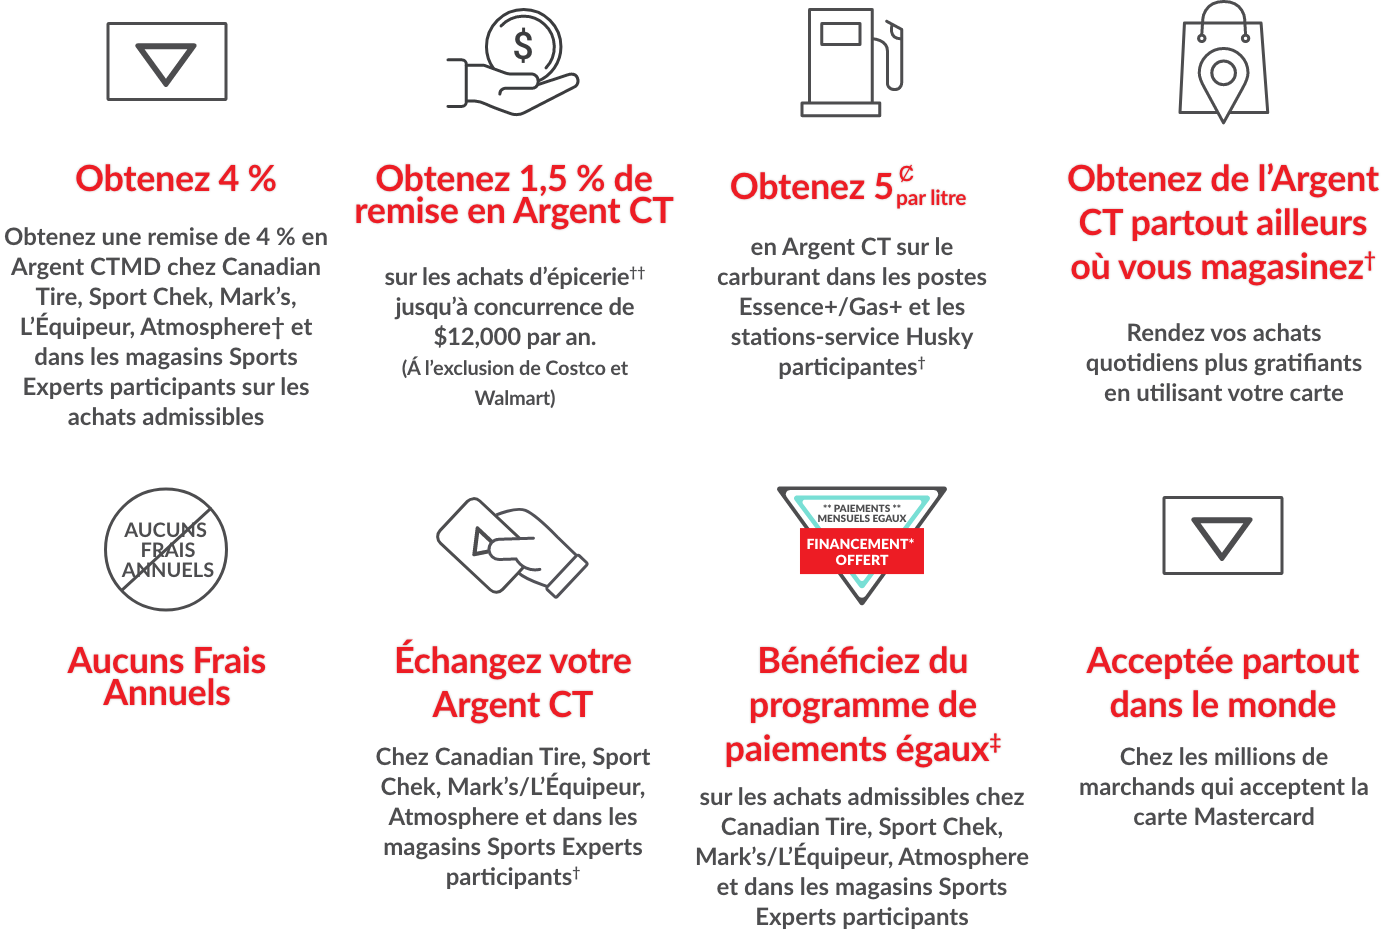 $
Obtenez 4 %
Obtenez une remise de 4 % en
Argent CTMD chez Canadian
Tire, Sport Chek, Mark’s,
L’Équipeur, Atmosphere† et
dans les magasins Sports
Experts participants sur les
achats admissibles
Obtenez 1,5 % de
remise en Argent CT
sur les achats d’épicerie††
jusqu’à concurrence de
$12,000 par an.
(Á l’exclusion de Costco et
Walmart)
Obtenez 5 ₵ par litre
en Argent CT sur le
carburant dans les postes
Essence+/Gas+ et les
stations-service Husky
participantes†
Obtenez de l’Argent
CT partout ailleurs
où vous magasinez†
Rendez vos achats
quotidiens plus gratifiants
en utilisant votre carte
AUCUNS
FRAIS
ANNUELS
Aucuns Frais
Annuels
Échangez votre
Argent CT
Chez Canadian Tire, Sport
Chek, Mark’s/L’Équipeur,
Atmosphere et dans les
magasins Sports Experts
participants†
** PAIEMENTS **
MENSUELS EGAUX
FINANCEMENT*
OFFERT
Bénéficiez du
programme de
paiements égaux‡
sur les achats admissibles chez
Canadian Tire, Sport Chek,
Mark’s/L’Équipeur, Atmosphere
et dans les magasins Sports
Experts participants
Acceptée partout
dans le monde
Chez les millions de
marchands qui acceptent la
carte Mastercard